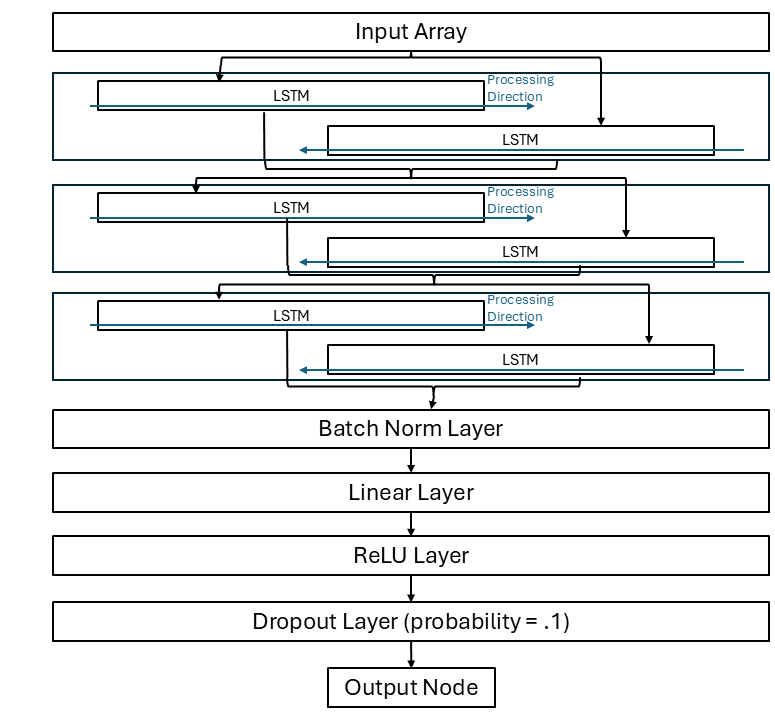 Input Array
Processing
Direction
LSTM
LSTM
Processing
Direction
LSTM
LSTM
Processing
Direction
LSTM
LSTM
Batch Norm Layer
Linear Layer
ReLU Layer
Dropout Layer (probability = .1)
Output Node